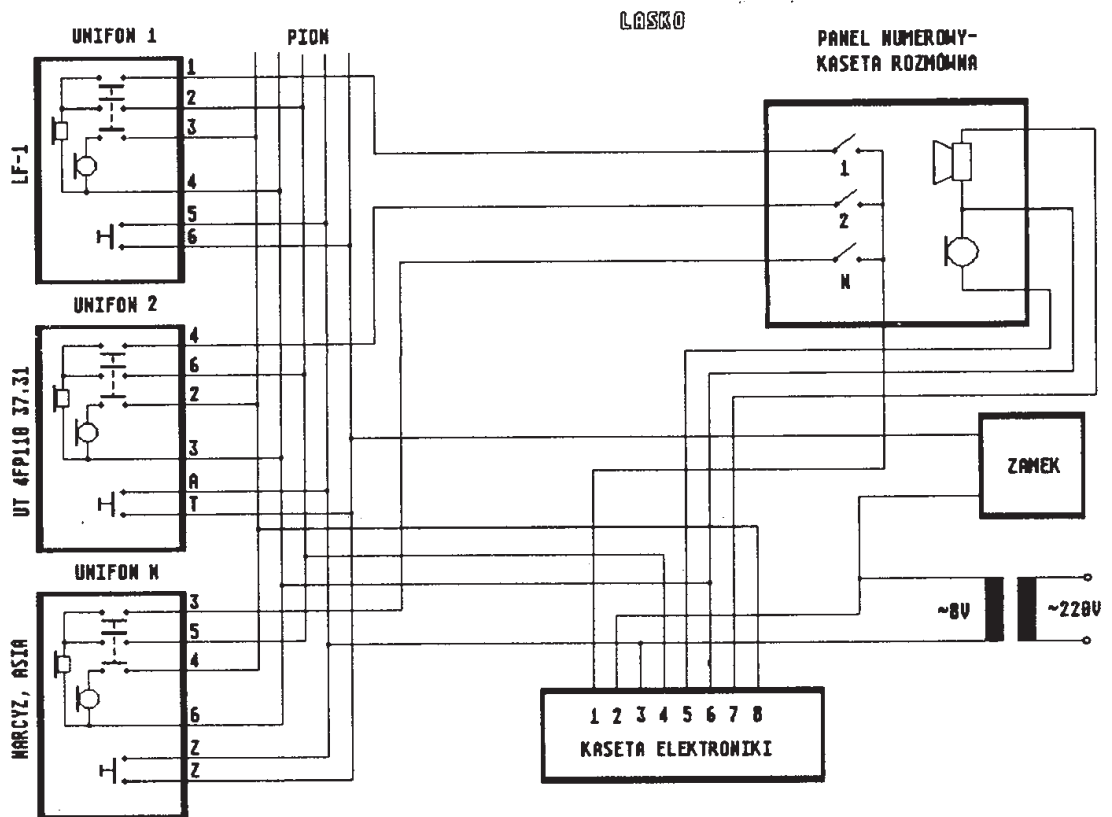 LASKO
UNIFON 1
PION
PANEL NUMEROWY-
KASETA ROZMÓWNA
LF-1
1
2
3
4
5
6
1
2
N
UNIFON 2
UT 4FP110 37.31
4
6
2
3
A
T
ZAMEK
UNIFON N
NARCYZ, ASIA
3
5
4
6
Z
Z
~8V
~220V
1 2 3 4 5 6 7 8
KASETA ELEKTRONIKI